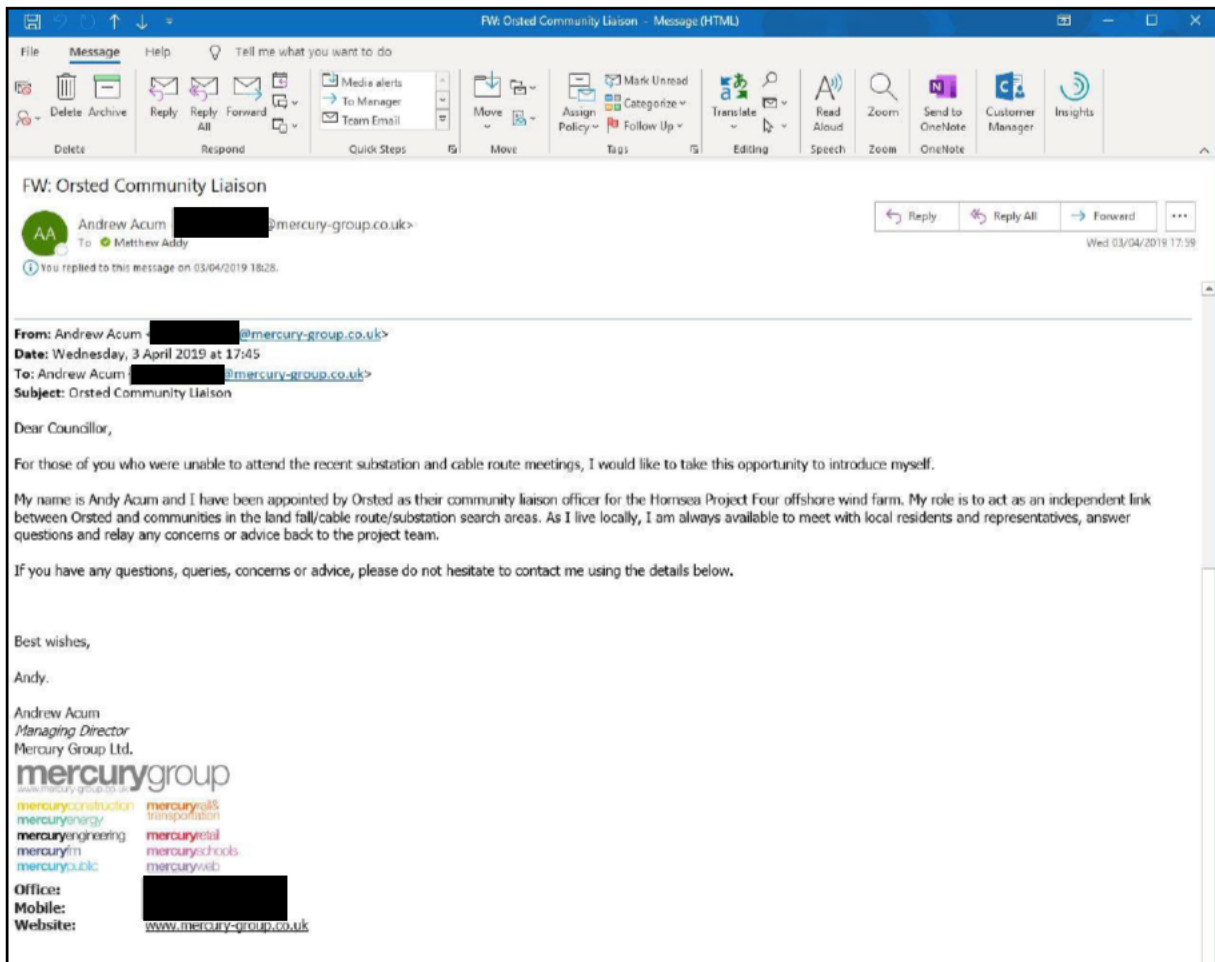 FW: Orsted Community Liaison - Message (HTML)
File Message Help Tell me what you want to do
Delete Archive
Reply Reply All Forward
Media alerts
To Manager
Team Email
Move
Assign Policy
Mark Unread
Categorize
Follow Up
Translate
Read Aloud
Zoom
Send to OneNote
Customer Manager
Insights
Delete Respond Quick Steps Move Tags Editing Speech Zoom OneNote
FW: Orsted Community Liaison
AA
Andrew Acum @mercury-group.co.uk>
To Matthew Addy
You replied to this message on 03/04/2019 18:28.
Reply Reply All Forward ...
Wed 03/04/2019 17:59
From: Andrew Acum < @mercury-group.co.uk>
Date: Wednesday, 3 April 2019 at 17:45
To: Andrew Acum < @mercury-group.co.uk>
Subject: Orsted Community Liaison
Dear Councillor,
For those of you who were unable to attend the recent substation and cable route meetings, I would like to take this opportunity to introduce myself.
My name is Andy Acum and I have been appointed by Orsted as their community liaison officer for the Hornsea Project Four offshore wind farm. My role is to act as an independent link
between Orsted and communities in the land fall/cable route/substation search areas. As I live locally, I am always available to meet with local residents and representatives, answer
questions and relay any concerns or advice back to the project team.
If you have any questions, queries, concerns or advice, please do not hesitate to contact me using the details below.
Best wishes,
Andy.
Andrew Acum
Managing Director
Mercury Group Ltd.
mercurygroup
www.mercury-group.co.uk
mercuryconstruction mercuryrail& transportation
mercuryenergy
mercuryengineering mercuryretail
mercuryfm mercuryschools
mercurypublic mercuryweb
Office:
Mobile:
Website: www.mercury-group.co.uk